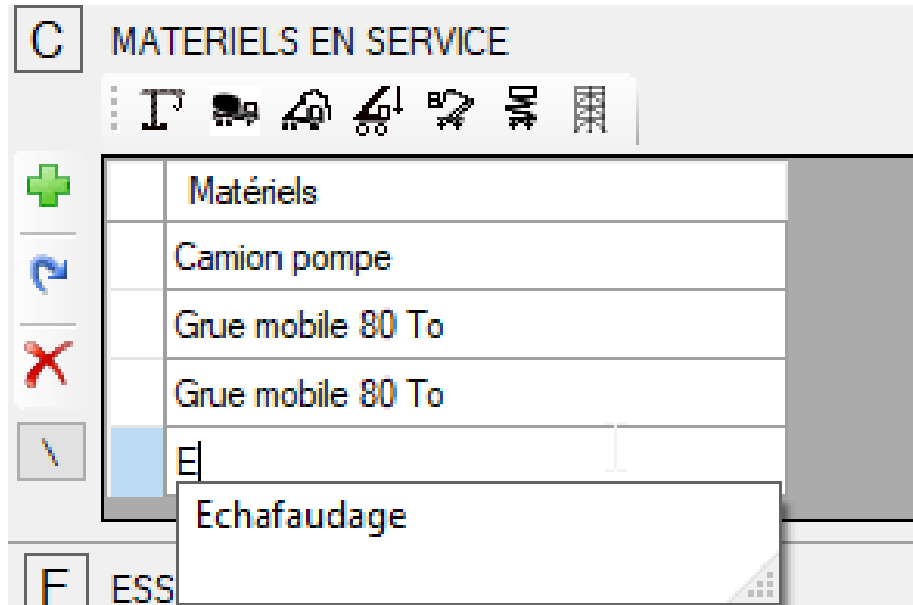 C MATERIELS EN SERVICE
Matériels
Camion pompe
Grue mobile 80 To
Grue mobile 80 To
\ E
Echafaudage
ESS